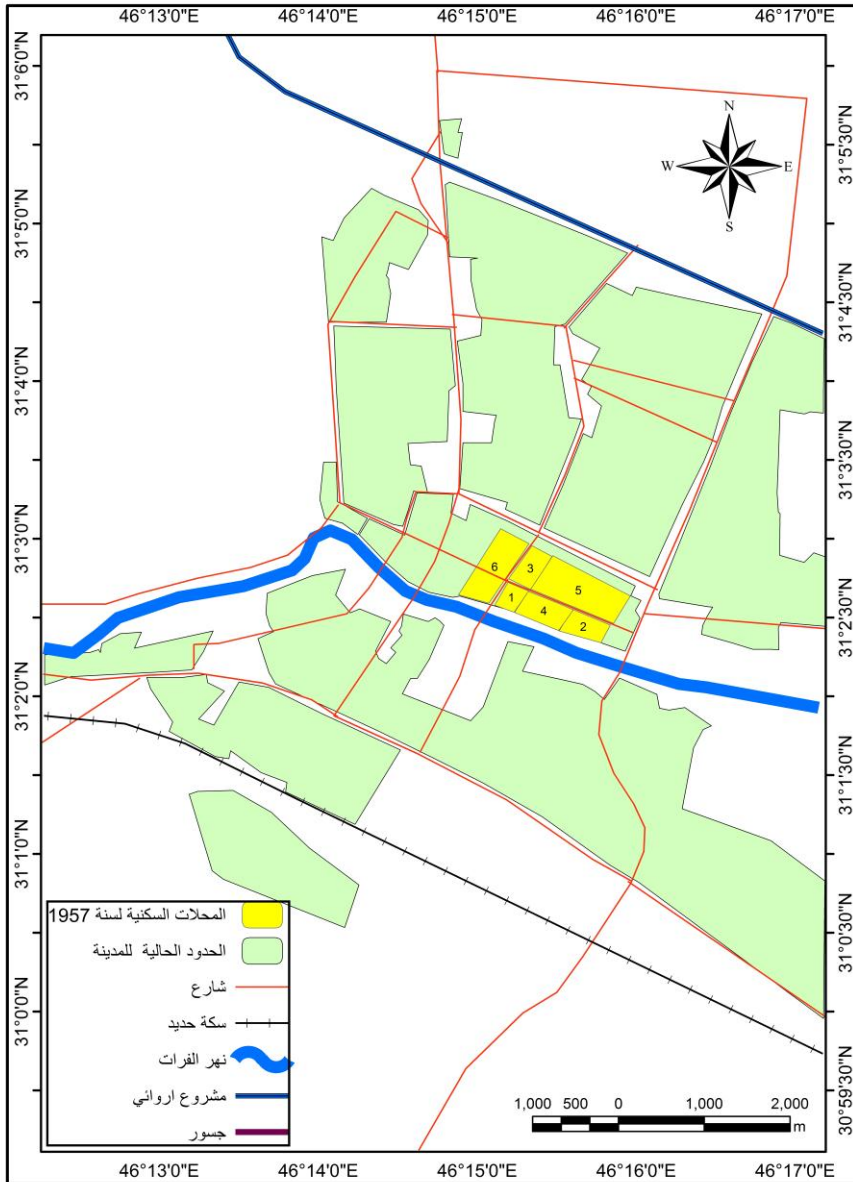 46°13'0"E 46°14'0"E 46°15'0"E 46°16'0"E 46°17'0"E
N
W E
S
31°6'0"N
31°5'30"N
31°5'0"N
31°4'30"N
31°4'0"N
31°3'30"N
31°3'0"N
31°2'30"N
31°2'0"N
31°1'30"N
31°1'0"N
31°0'30"N
31°0'0"N
30°59'30"N
6 3 5
1 4 2
المحلات السكنية لسنة 1957
الحدود الحالية للمدينة
شارع
سكة حديد
نهر الفرات
مشروع اروائي
جسور
1,000 500 0 1,000 2,000
m
46°13'0"E 46°14'0"E 46°15'0"E 46°16'0"E 46°17'0"E